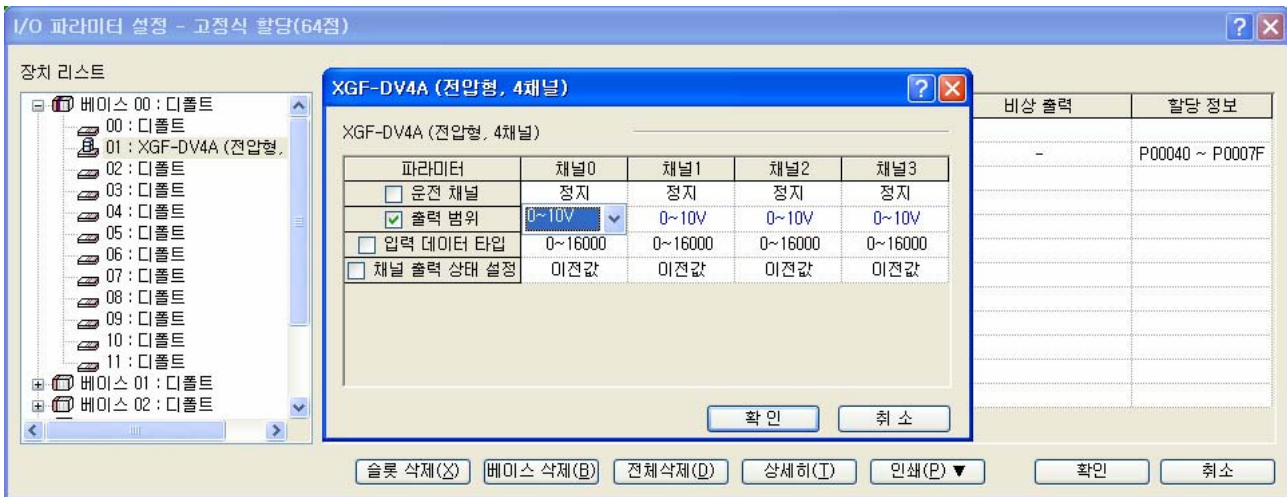 I/O 파라미터 설정 - 고정식 할당(64점)
장치 리스트
베이스 00 : 디폴트
00 : 디폴트
01 : XGF-DV4A (전압형,
02 : 디폴트
03 : 디폴트
04 : 디폴트
05 : 디폴트
06 : 디폴트
07 : 디폴트
08 : 디폴트
09 : 디폴트
10 : 디폴트
11 : 디폴트
베이스 01 : 디폴트
베이스 02 : 디폴트
XGF-DV4A (전압형, 4채널)
XGF-DV4A (전압형, 4채널)
파라미터 채널0 채널1 채널2 채널3
운전 채널 정지 정지 정지 정지
출력 범위 0~10V 0~10V 0~10V 0~10V
입력 데이터 타입 0~16000 0~16000 0~16000 0~16000
채널 출력 상태 설정 이전값 이전값 이전값 이전값
확인 취소
비상 출력 할당 정보
- P00040 ~ P0007F
슬롯 삭제(X) 베이스 삭제(B) 전체삭제(D) 상세히(T) 인쇄(P) ▼ 확인 취소